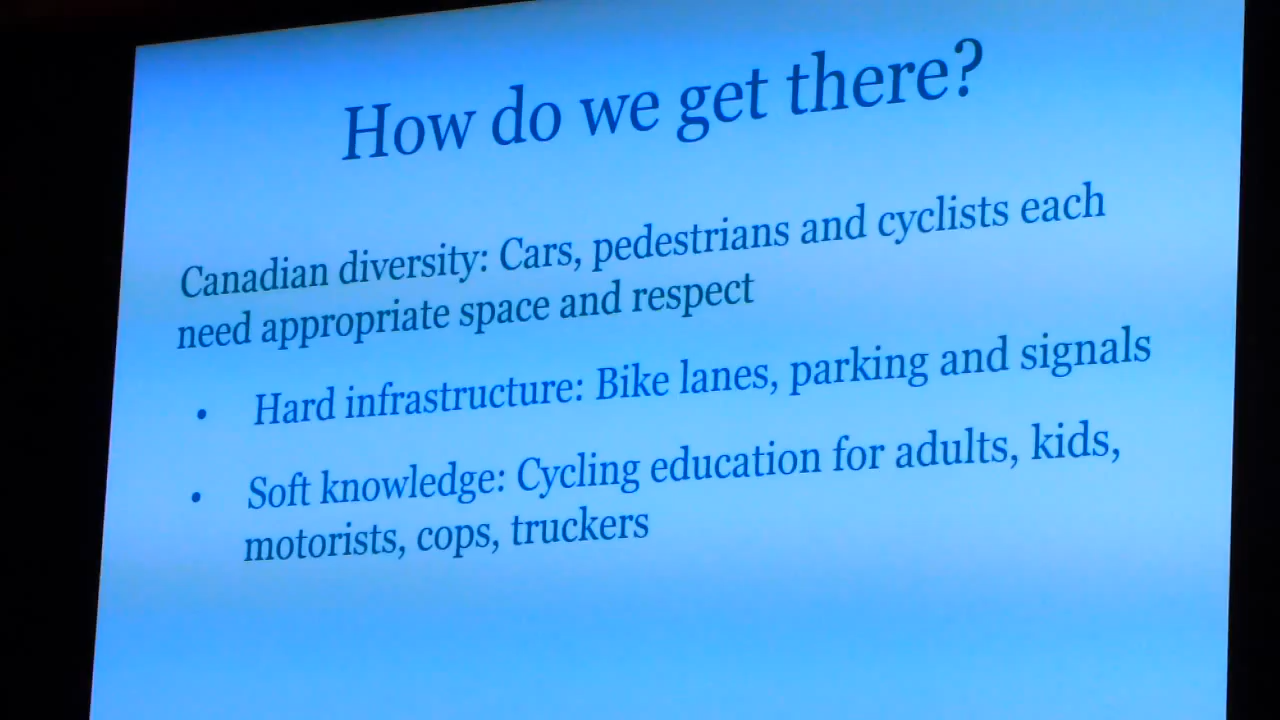 How do we get there?
Canadian diversity: Cars, pedestrians and cyclists each
need appropriate space and respect
• Hard infrastructure: Bike lanes, parking and signals
• Soft knowledge: Cycling education for adults, kids,
motorists, cops, truckers